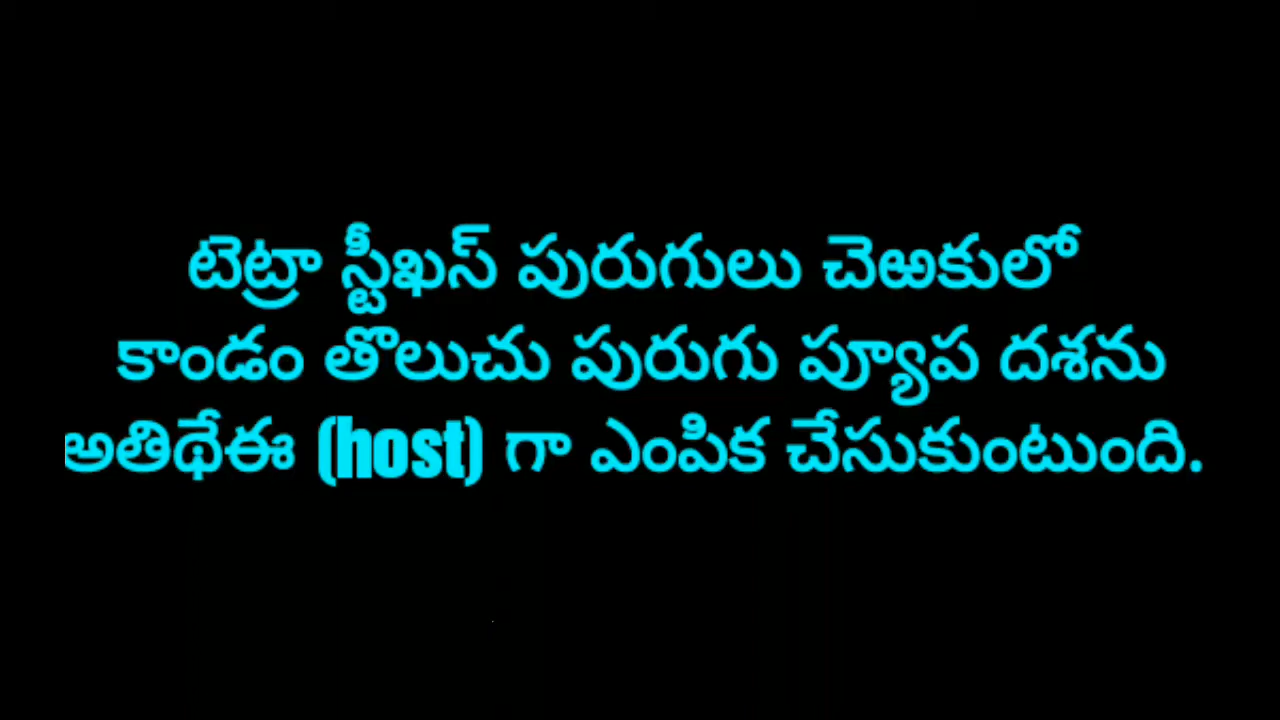 టెట్రా స్టీఖస్ పురుగులు చెఱకులో
కాండం తొలుచు పురుగు ప్యూప దశను
అతిథేఈ (host) గా ఎంపిక చేసుకుంటుంది.